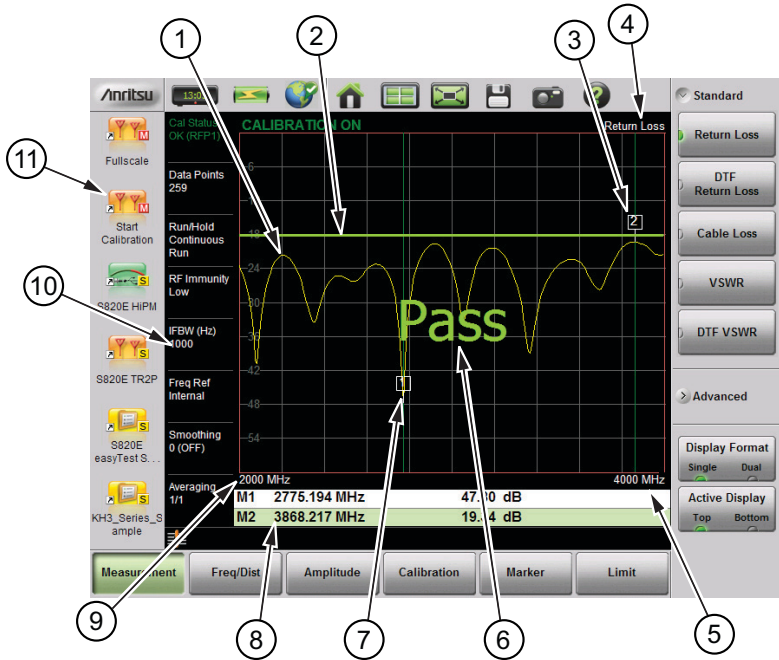 1
2
3
4
Anritsu
13:0
?
Standard
Cal Status
OK (RFP1)
CALIBRATION ON
Return Loss
Return Loss
Fullscale
-6
11
Data Points
259
DTF
Return Loss
M
Start
Calibration
Run/Hold
Continuous
Run
2
-18
Cable Loss
RF Immunity
Low
-24
VSWR
10
S
S820E HiPM
-30
Pass
IFBW (Hz)
1000
-36
DTF VSWR
S
S820E TR2P
-42
Freq Ref
Internal
1
Advanced
-48
S
S820E
easyTest S...
Smoothing
0 (OFF)
-54
Display Format
Single Dual
2000 MHz
4000 MHz
Averaging
1/1
S
KH3_Series_S
ample
M1 2775.194 MHz dB
M2 3868.217 MHz dB
Active Display
Top Bottom
Measurement
Freq/Dist
Amplitude
Calibration
Marker
Limit
9
8
7
6
5